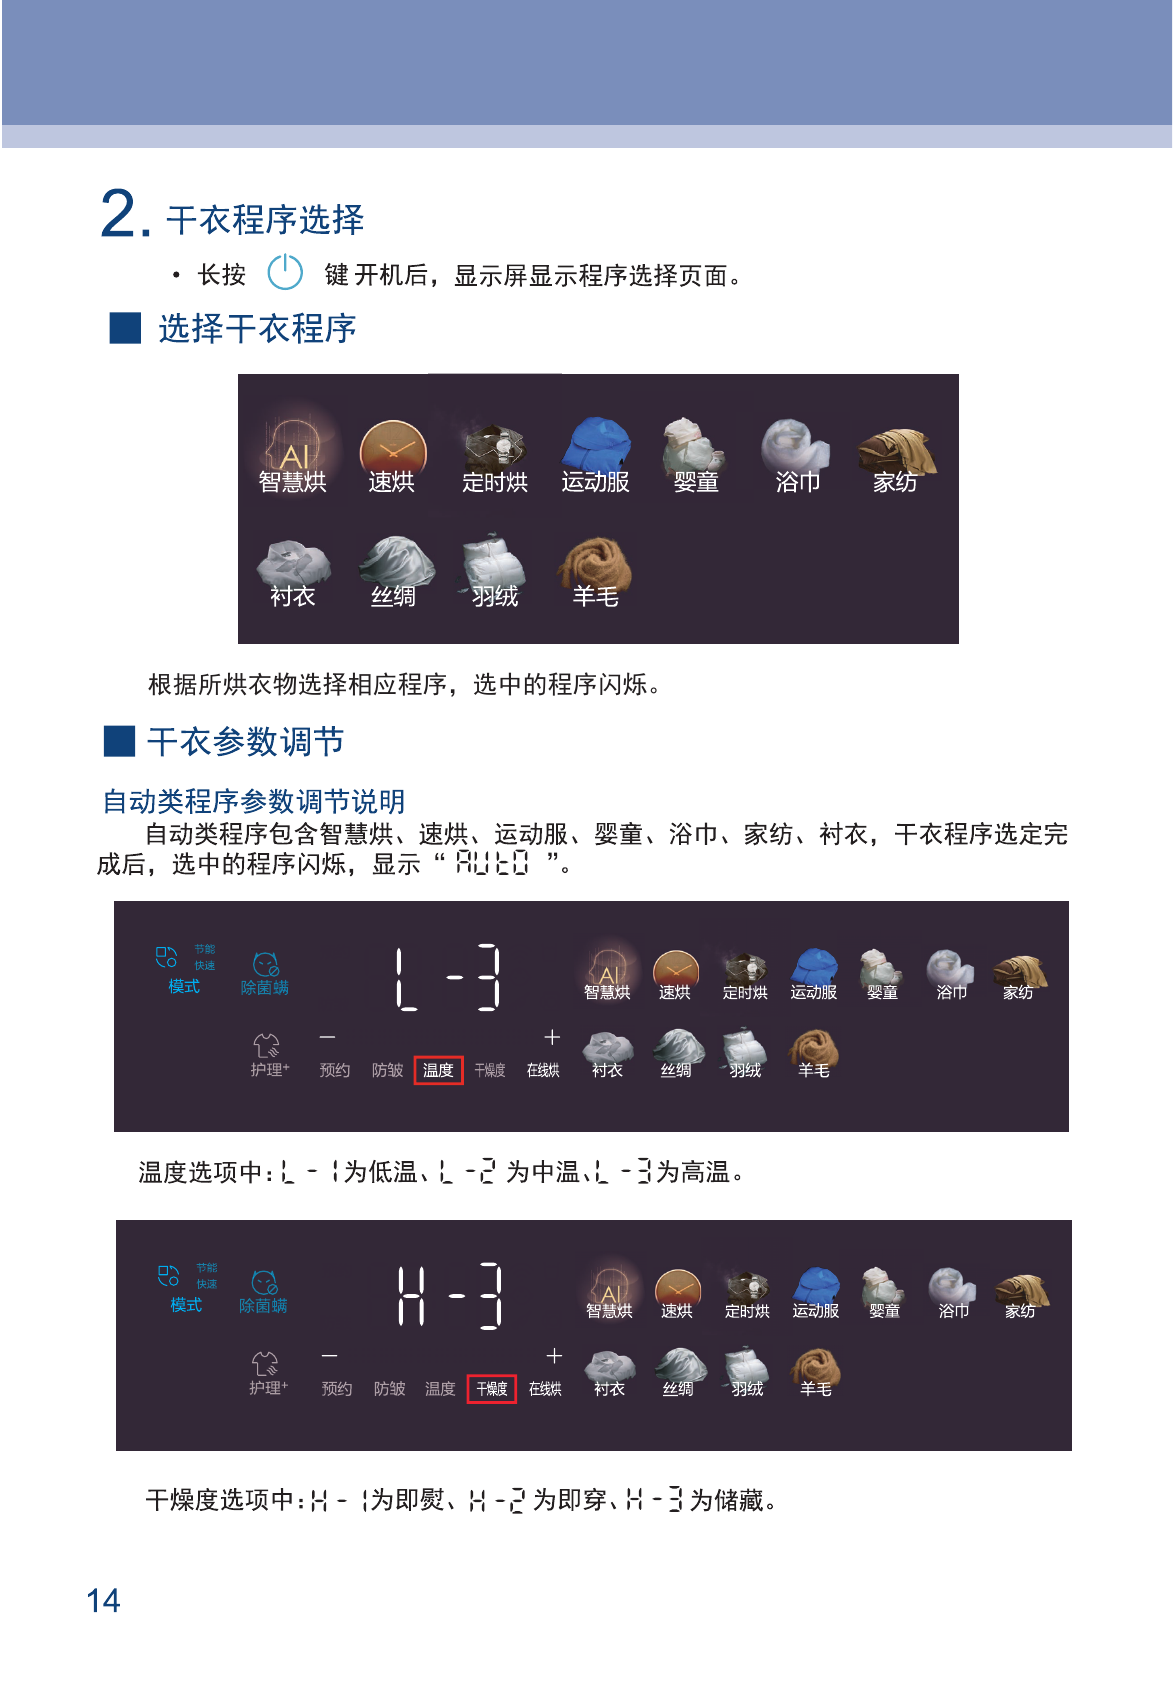 2. 干衣程序选择
· 长按 键开机后，显示屏显示程序选择页面。
■ 选择干衣程序
AI
智慧烘 速烘 定时烘 运动服 婴童 浴巾 家纺
衬衣 丝绸 羽绒 羊毛
根据所烘衣物选择相应程序，选中的程序闪烁。
■ 干衣参数调节
自动类程序参数调节说明
自动类程序包含智慧烘、速烘、运动服、婴童、浴巾、家纺、衬衣，干衣程序选定完
成后，选中的程序闪烁，显示“ AUtO ”。
节能
快速
模式 除菌螨 L-3 AI
智慧烘 速烘 定时烘 运动服 婴童 浴巾 家纺
− +
护理+ 预约 防皱 温度 干燥度 在线烘 衬衣 丝绸 羽绒 羊毛
温度选项中：L-1为低温、L-2 为中温、L-3为高温。
节能
快速
模式 除菌螨 H-3 AI
智慧烘 速烘 定时烘 运动服 婴童 浴巾 家纺
− +
护理+ 预约 防皱 温度 干燥度 在线烘 衬衣 丝绸 羽绒 羊毛
干燥度选项中：H-1为即熨、H-2 为即穿、H-3 为储藏。
14